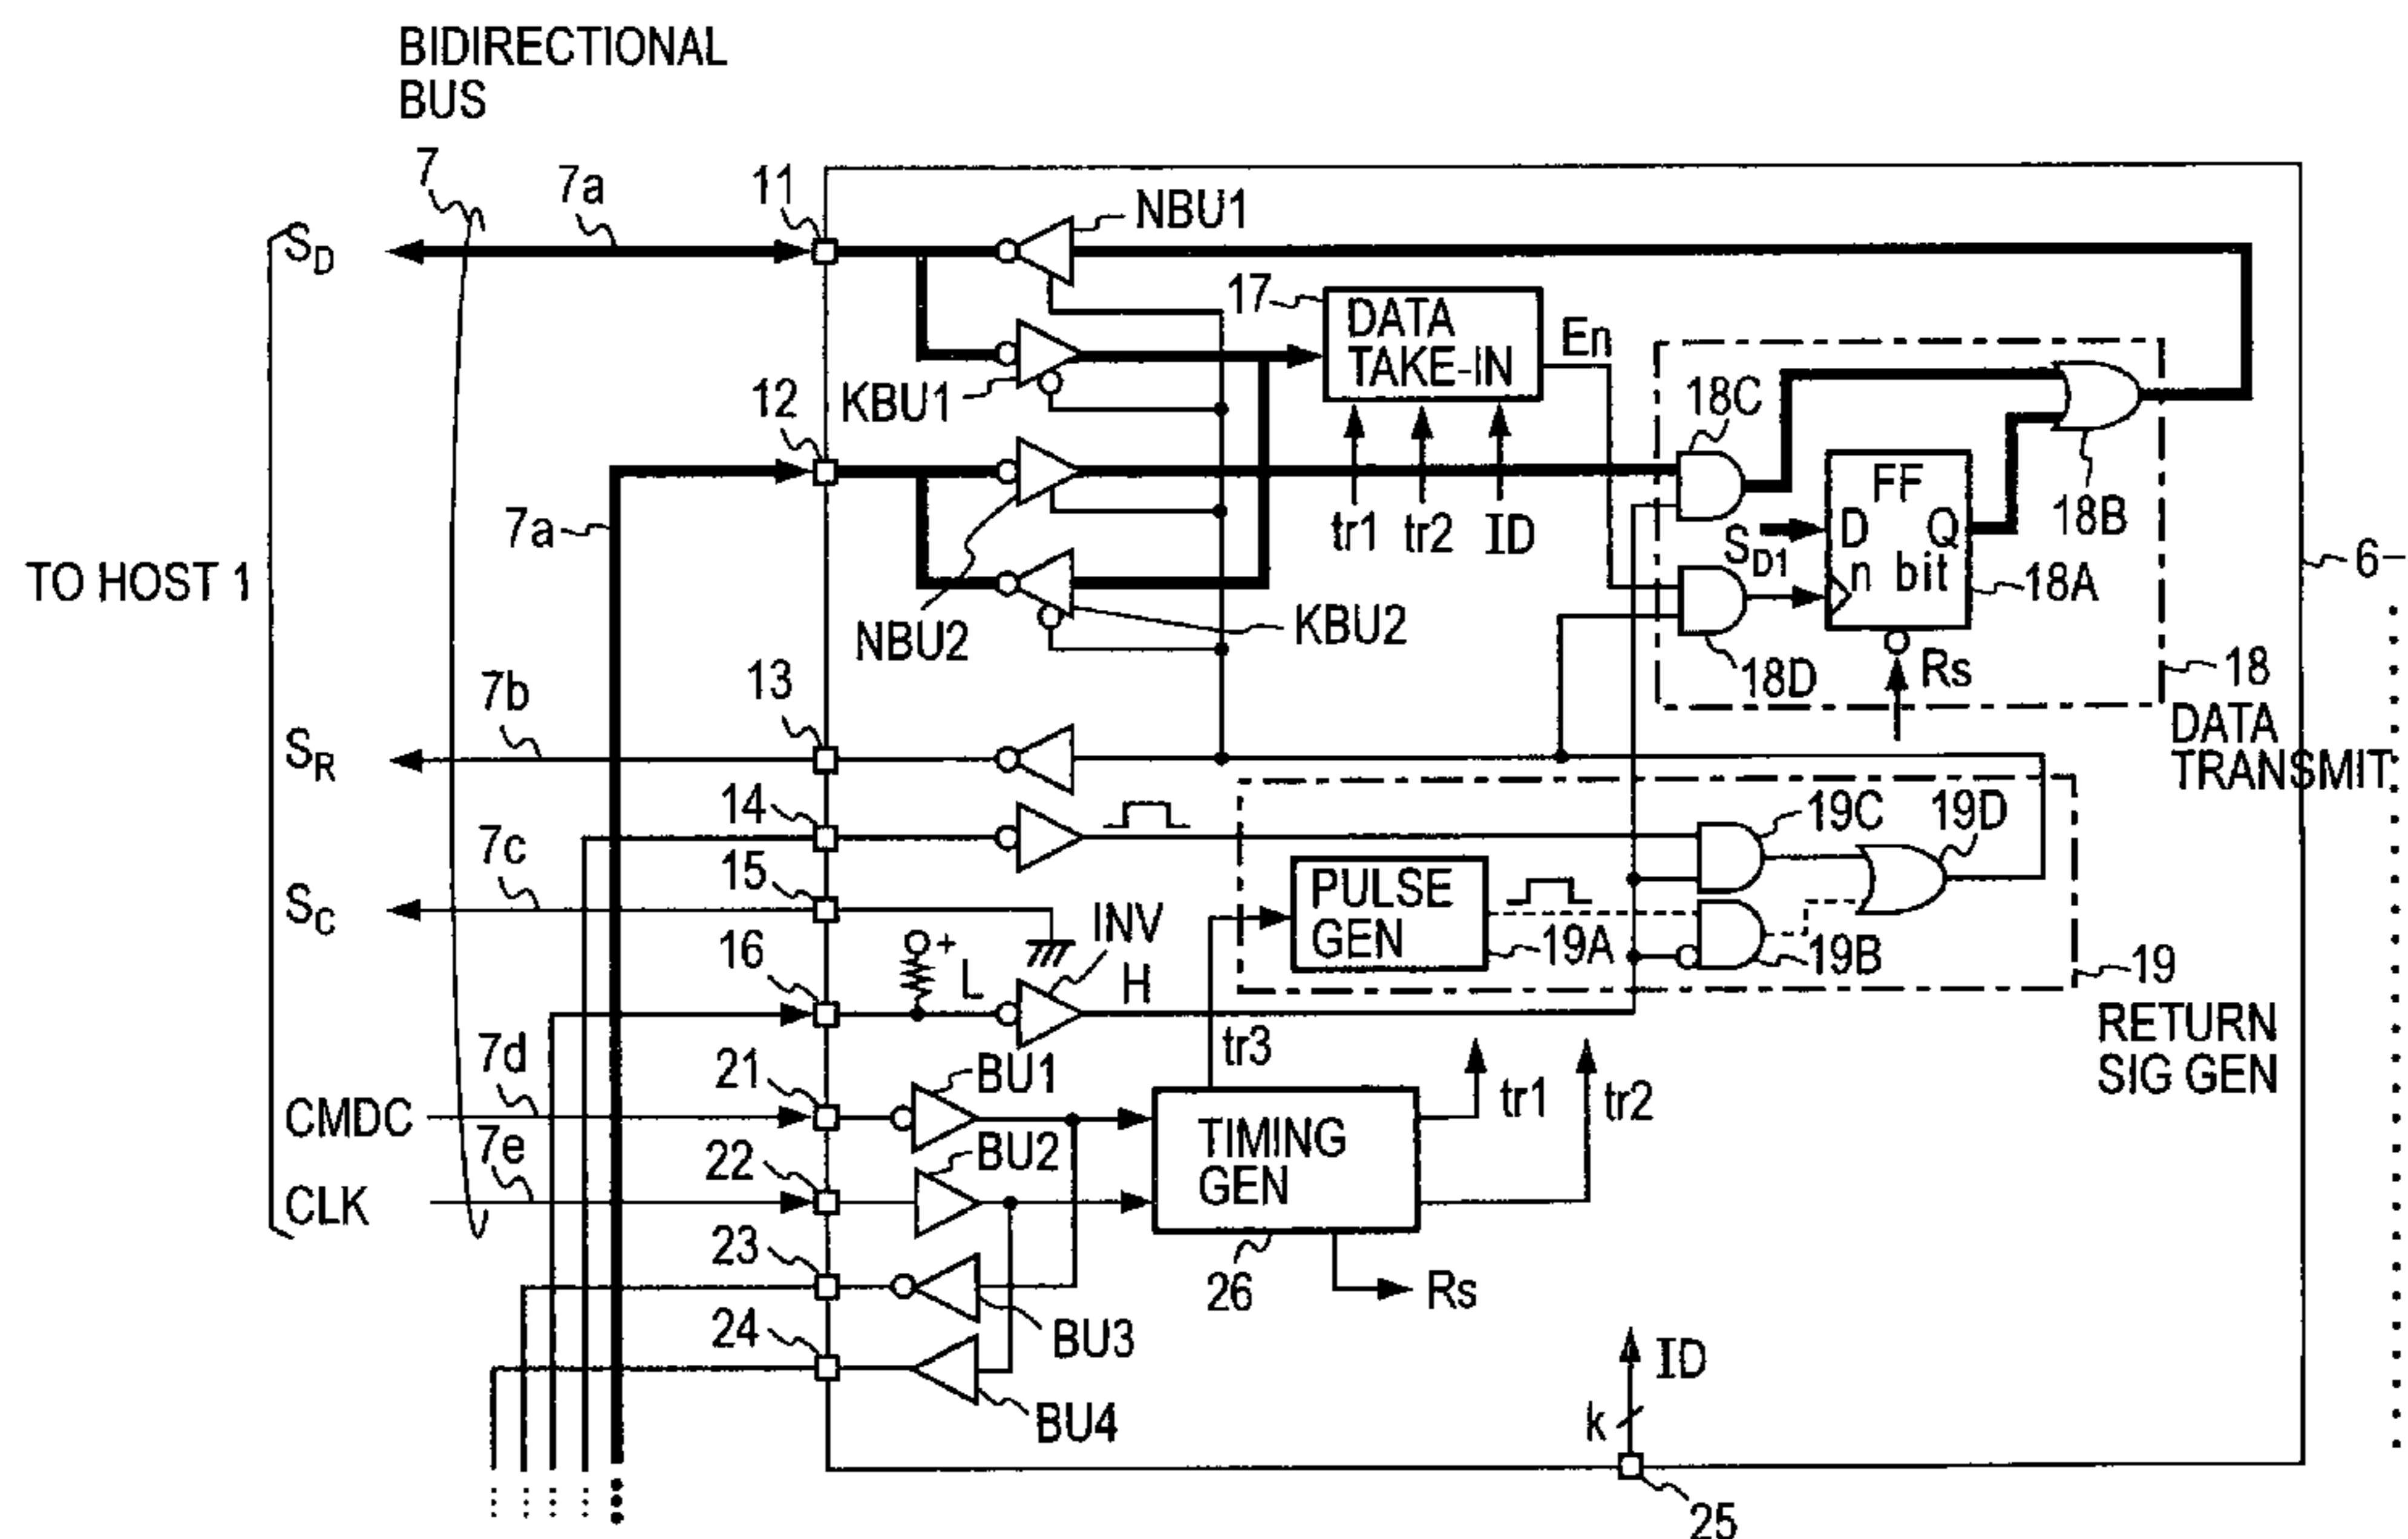 BIDIRECTIONAL
BUS
7
7a
11
NBU1
S_D
17
DATA
TAKE-IN
En
KBU1
12
18C
FF
D
Q
n bit
18B
7a
tr1
tr2
ID
S_D1
18A
6-
TO HOST 1
NBU2
KBU2
18D
Rs
18
DATA
TRANSMIT
13
7b
S_R
14
19C
19D
7c
15
PULSE
GEN
S_C
+
INV
19A
19B
19
16
L
H
RETURN
SIG GEN
tr3
7d
21
BU1
tr1
tr2
CMDC
TIMING
GEN
7e
22
BU2
CLK
23
26
Rs
24
BU3
ID
BU4
k
25